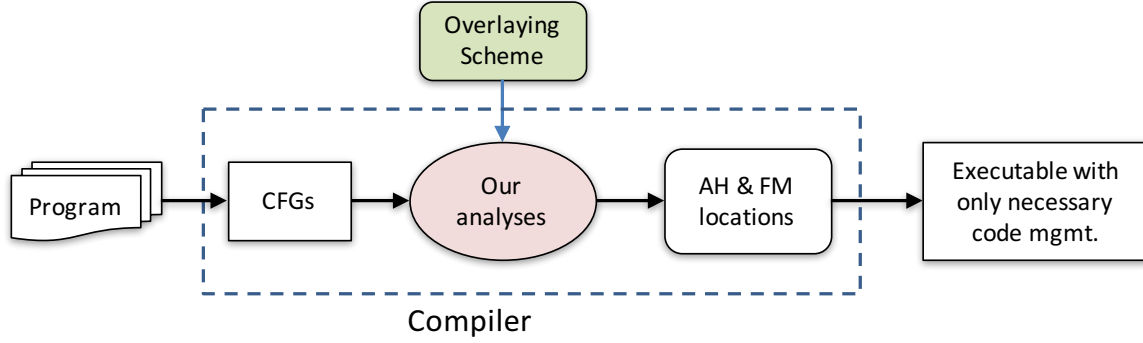 Overlaying
Scheme
Program
CFGs
Our
analyses
AH & FM
locations
Executable with
only necessary
code mgmt.
Compiler